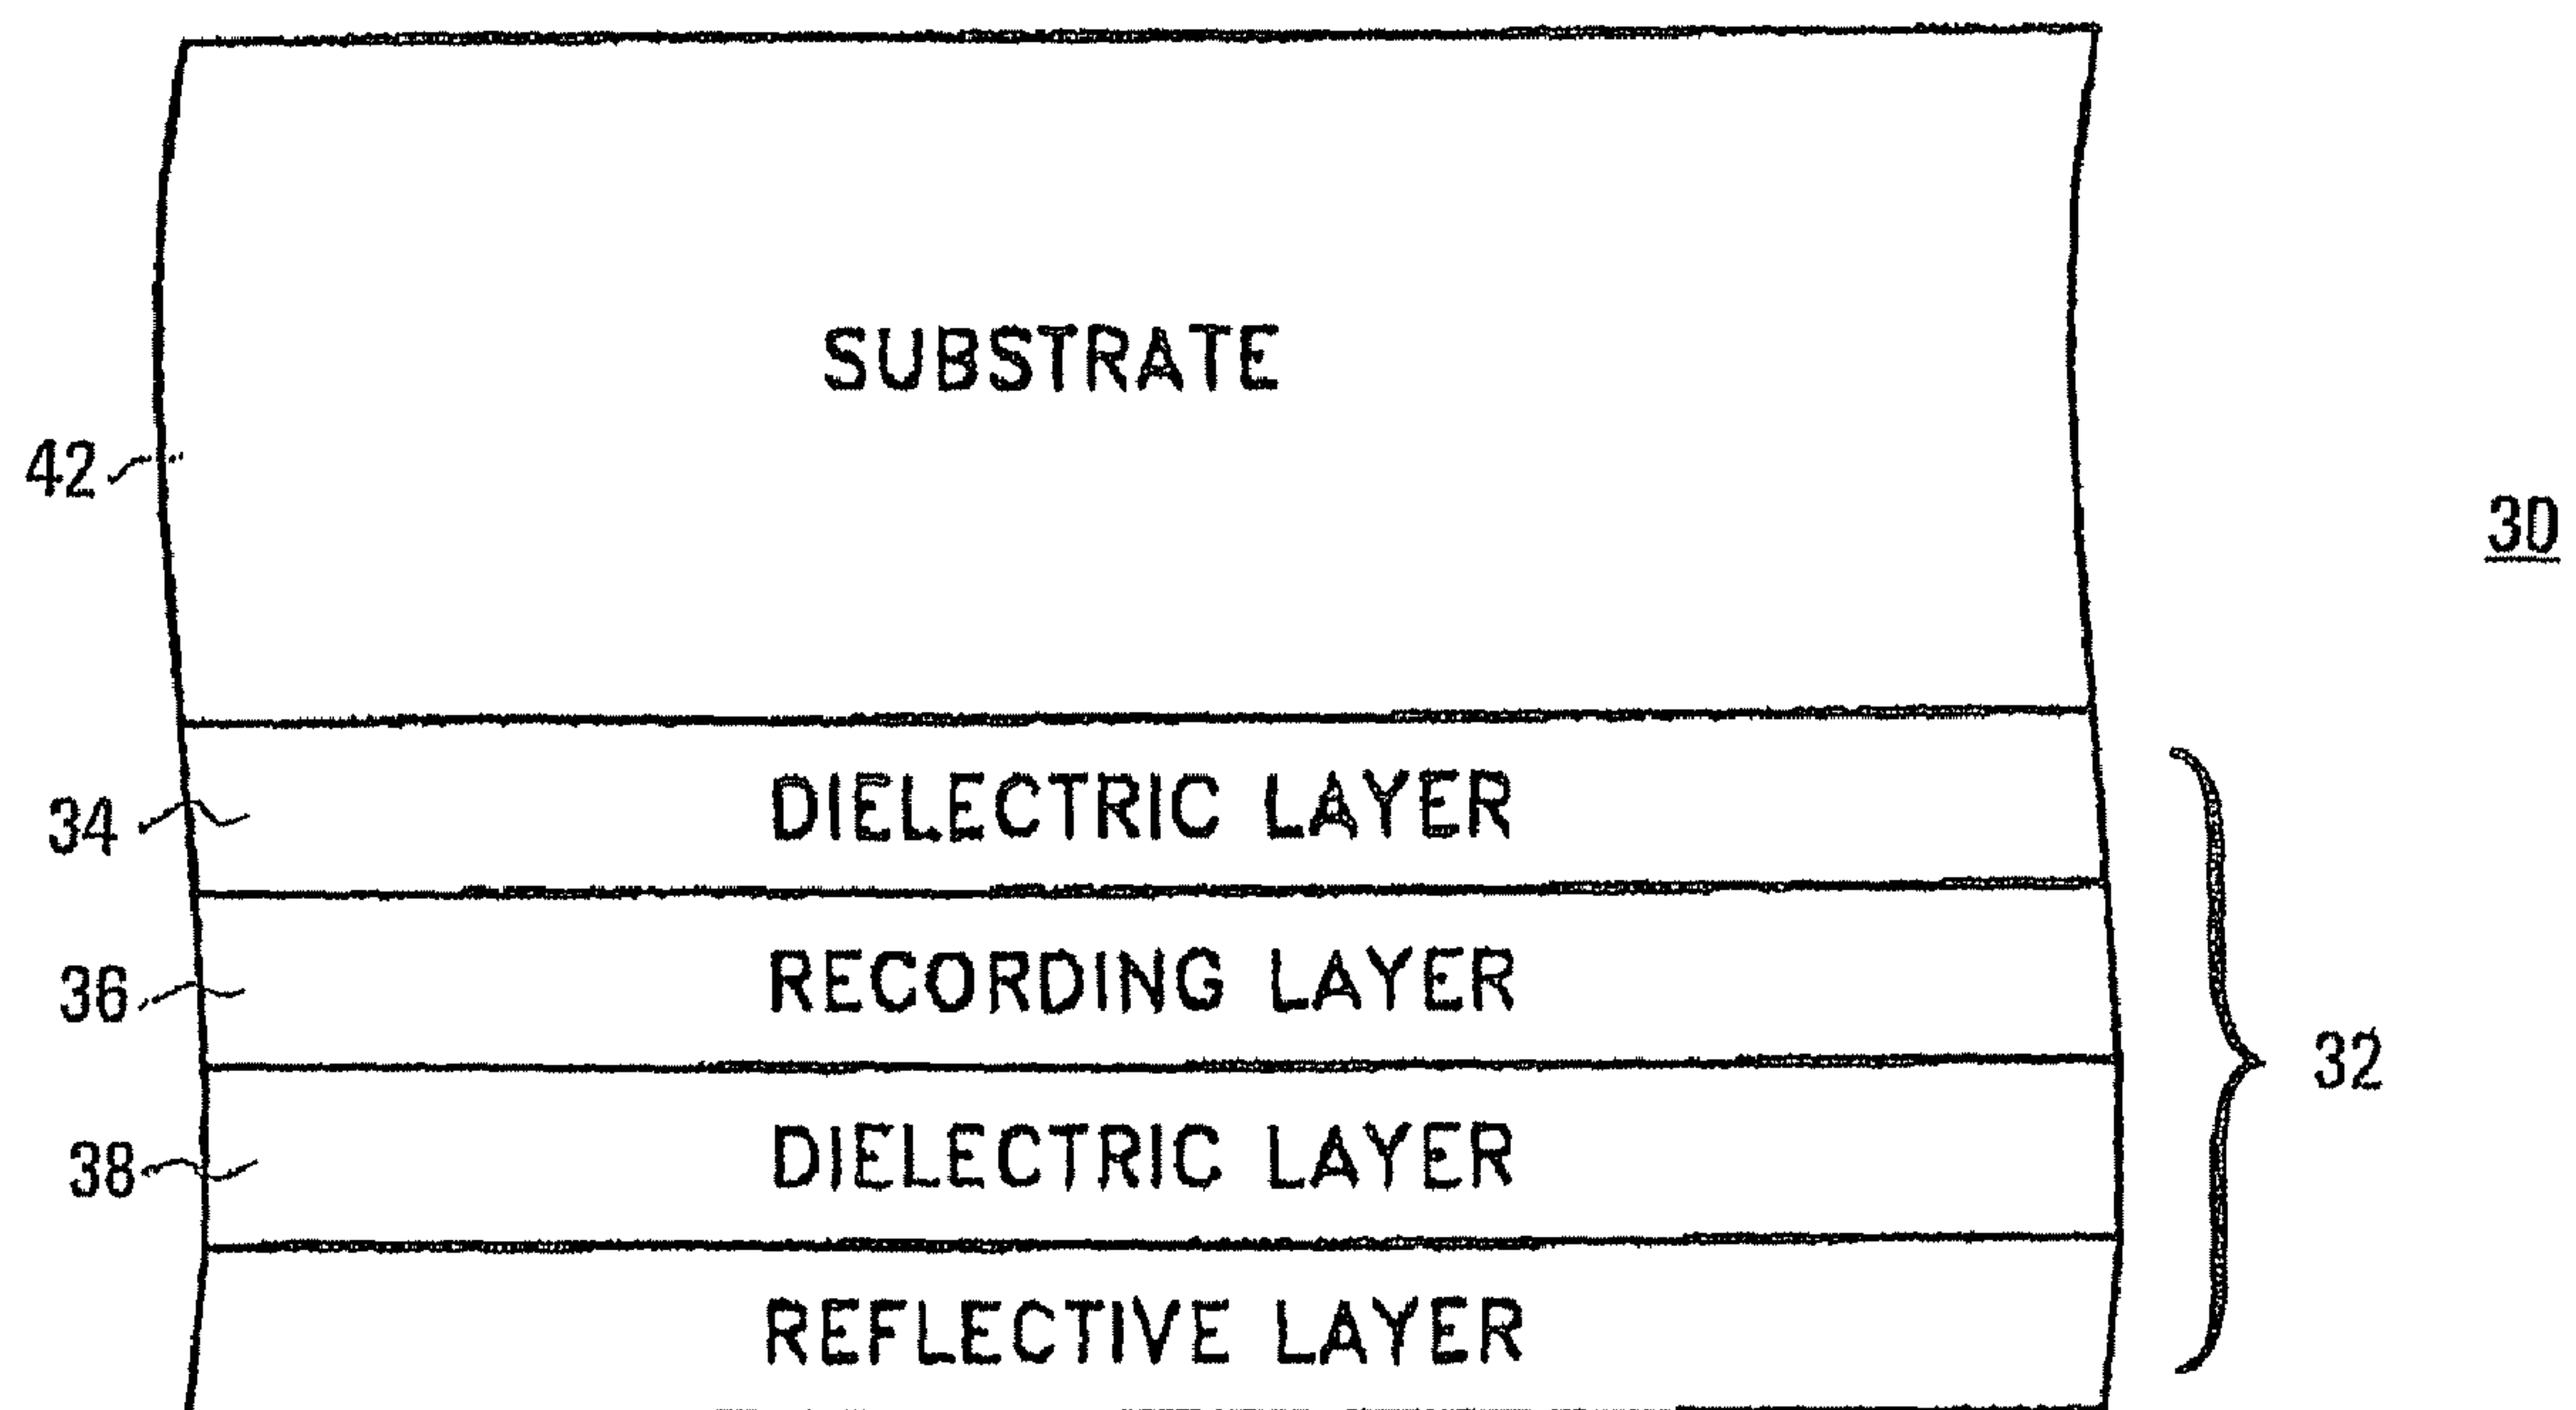 SUBSTRATE
42
30
DIELECTRIC LAYER
34
RECORDING LAYER
36
32
DIELECTRIC LAYER
38
REFLECTIVE LAYER